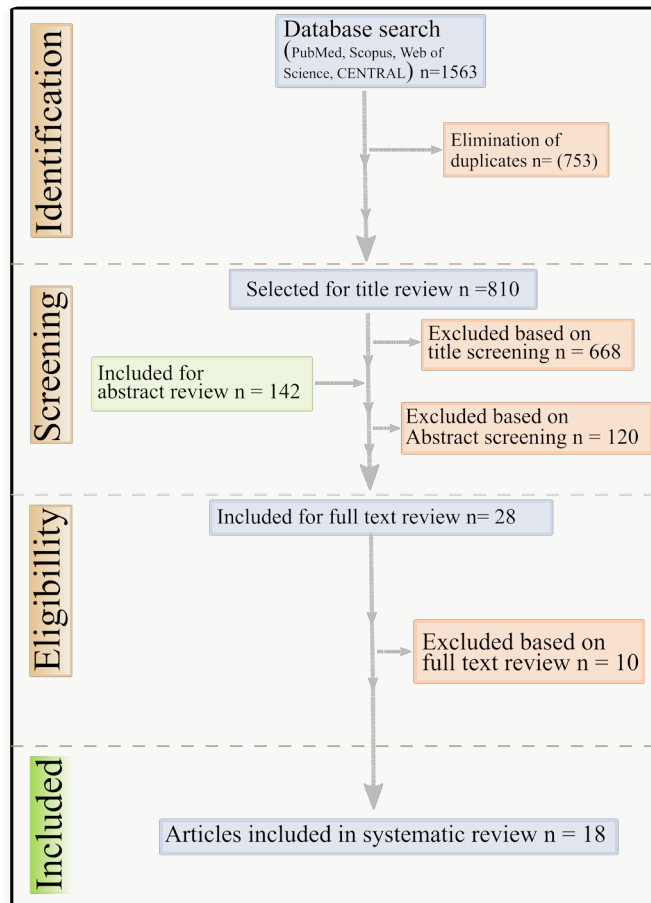 Identification
Database search
(PubMed, Scopus, Web of
Science, CENTRAL) n=1563
Elimination of
duplicates n= (753)
Screening
Selected for title review n =810
Excluded based on
title screening n = 668
Included for
abstract review n = 142
Excluded based on
Abstract screening n = 120
Eligibillity
Included for full text review n= 28
Excluded based on
full text review n = 10
Included
Articles included in systematic review n = 18